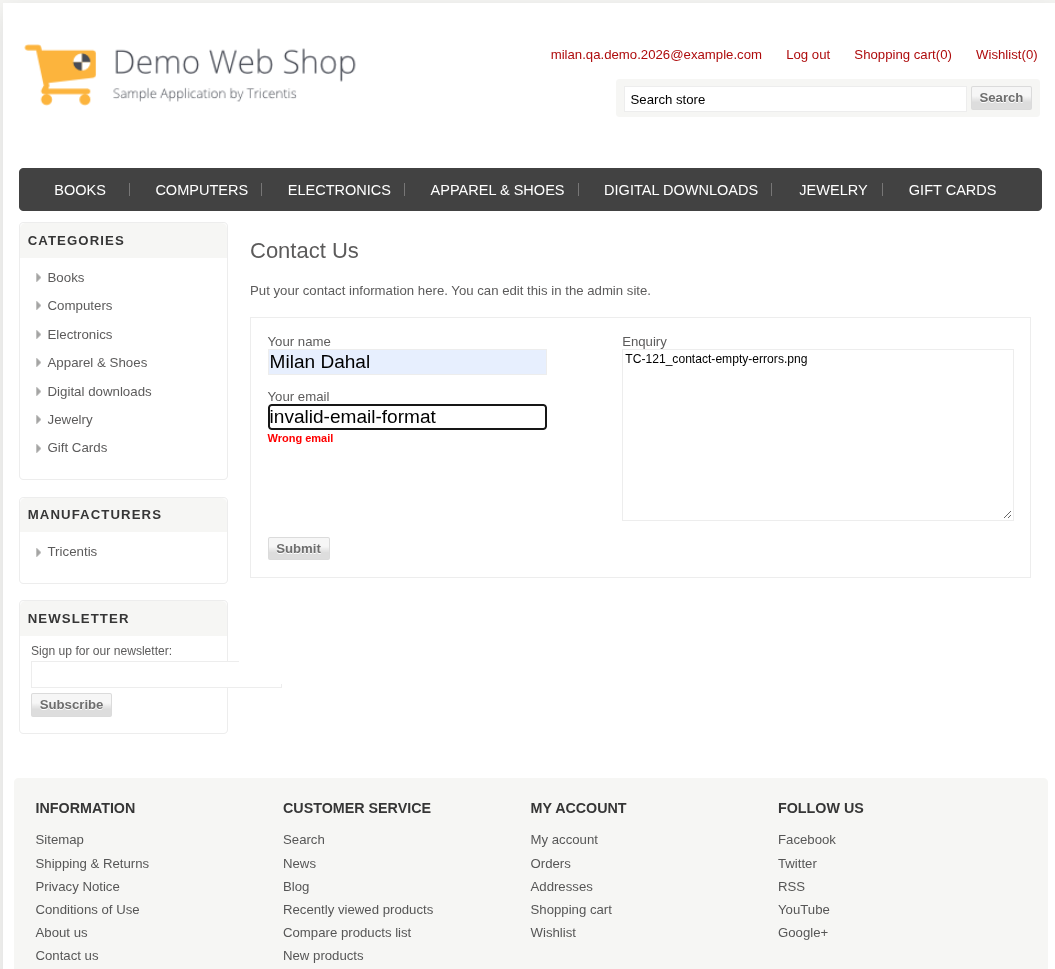 Demo Web Shop
Sample Application by Tricentis
milan.qa.demo.2026@example.com Log out Shopping cart(0) Wishlist(0)
Search store Search
BOOKS COMPUTERS ELECTRONICS APPAREL & SHOES DIGITAL DOWNLOADS JEWELRY GIFT CARDS
CATEGORIES
Books
Computers
Electronics
Apparel & Shoes
Digital downloads
Jewelry
Gift Cards
MANUFACTURERS
Tricentis
NEWSLETTER
Sign up for our newsletter:
Subscribe
Contact Us
Put your contact information here. You can edit this in the admin site.
Your name
Milan Dahal
Your email
invalid-email-format
Wrong email
Enquiry
TC-121_contact-empty-errors.png
Submit
INFORMATION
Sitemap
Shipping & Returns
Privacy Notice
Conditions of Use
About us
Contact us
CUSTOMER SERVICE
Search
News
Blog
Recently viewed products
Compare products list
New products
MY ACCOUNT
My account
Orders
Addresses
Shopping cart
Wishlist
FOLLOW US
Facebook
Twitter
RSS
YouTube
Google+